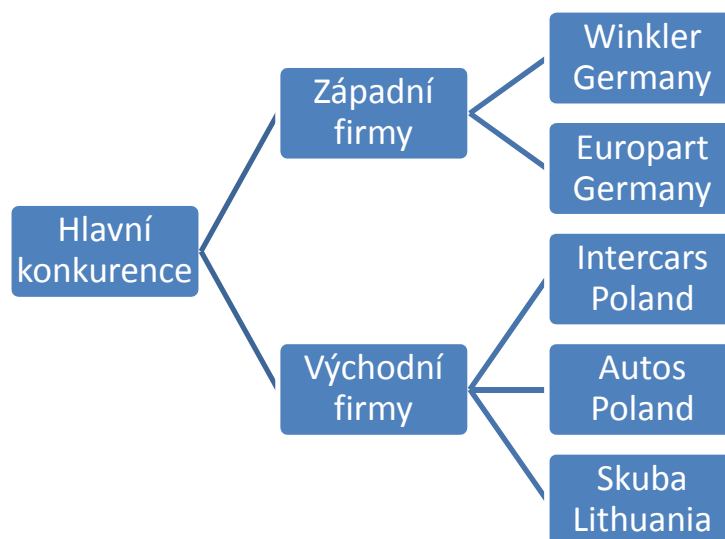 Hlavní
konkurence
Západní
firmy
Winkler
Germany
Europart
Germany
Východní
firmy
Intercars
Poland
Autos
Poland
Skuba
Lithuania